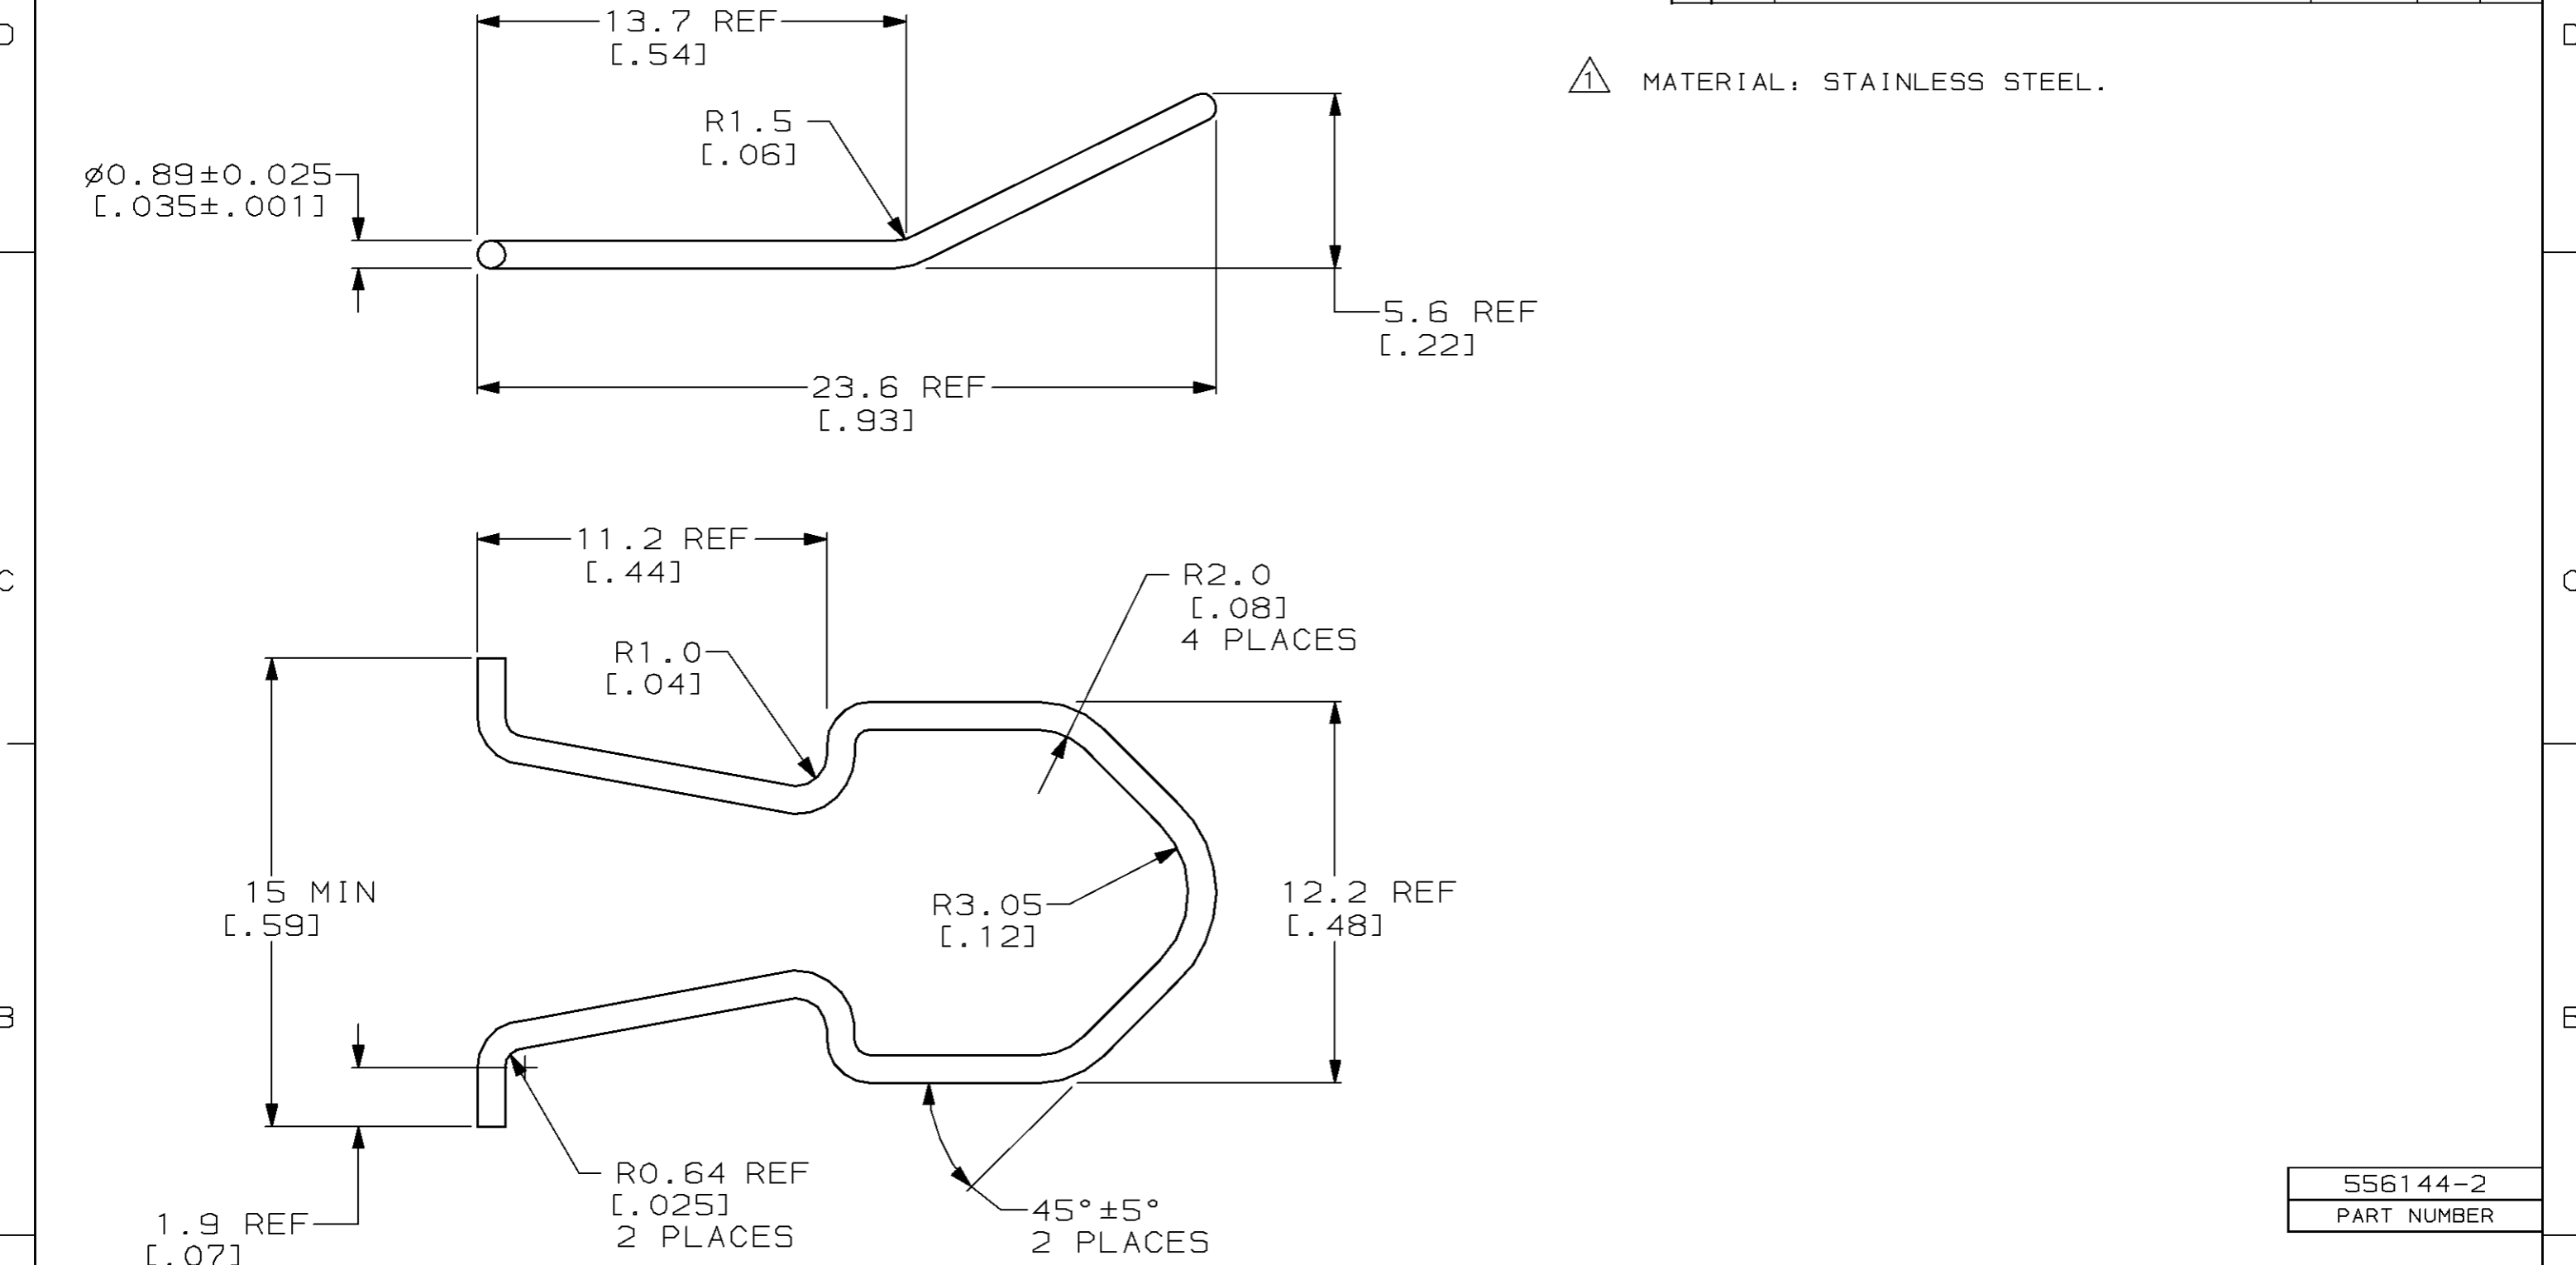 D
D
13.7 REF
[.54]
1 MATERIAL: STAINLESS STEEL.
R1.5
[.06]
⌀0.89±0.025
[.035±.001]
5.6 REF
[.22]
23.6 REF
[.93]
11.2 REF
[.44]
C
C
R2.0
[.08]
4 PLACES
R1.0
[.04]
15 MIN
[.59]
R3.05
[.12]
12.2 REF
[.48]
B
B
R0.64 REF
[.025]
2 PLACES
45°±5°
2 PLACES
1.9 REF
[.07]
556144-2
PART NUMBER